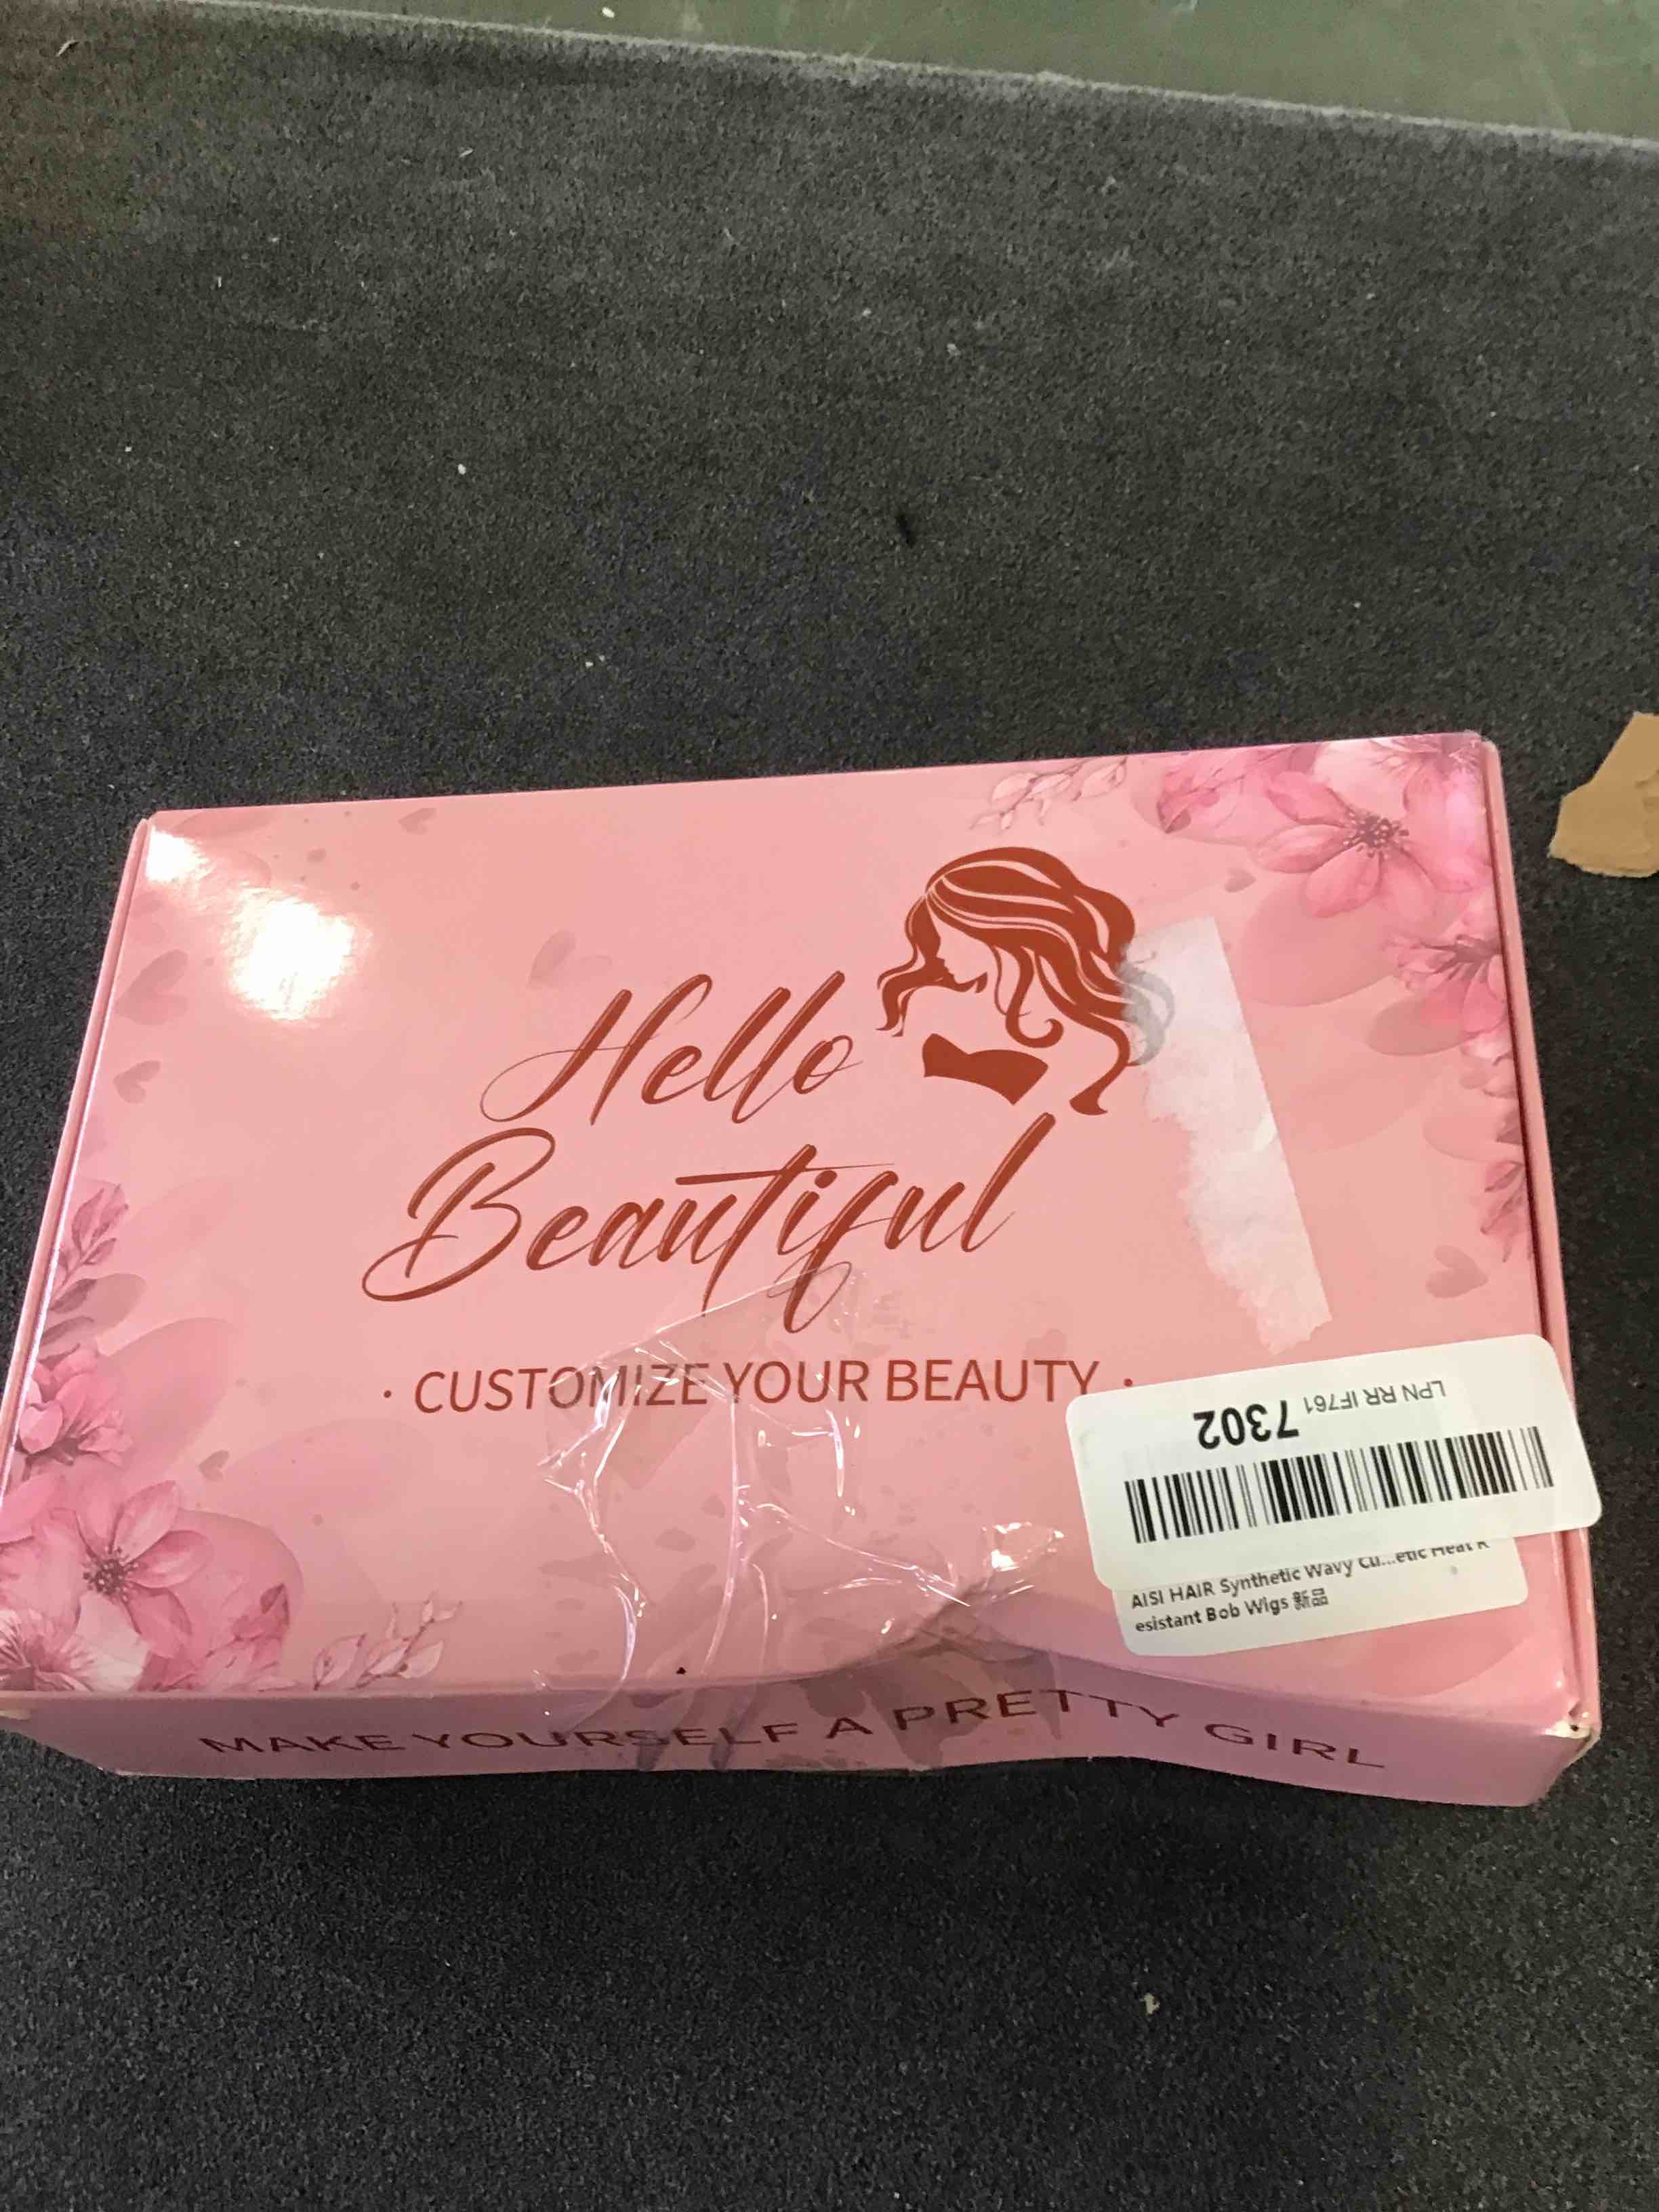 Hello
Beautiful
· CUSTOMIZE YOUR BEAUTY ·
LPN RR IF761 7302
AISI HAIR Synthetic Wavy Cu...etic Heat R
esistant Bob Wigs 新品
MAKE YOURSELF A PRETTY GIRL